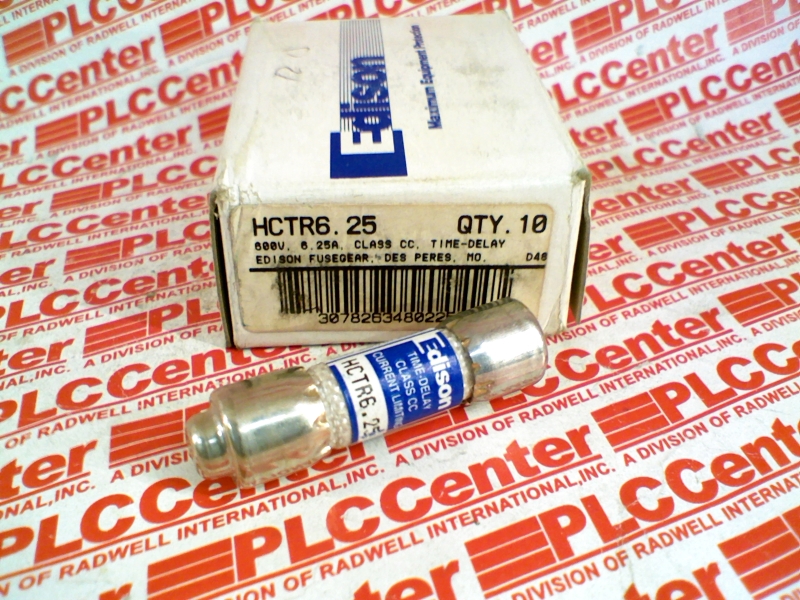 Edison
Maximum Equipment Protection
HCTR6.25 QTY.10
600V, 6.25A, CLASS CC, TIME-DELAY
EDISON FUSEGEAR, DES PERES, MO. D46
307826348022
Edison
TIME-DELAY
CLASS CC
CURRENT LIMITING
HCTR6.25
PLCCenter
A DIVISION OF RADWELL INTERNATIONAL, INC.